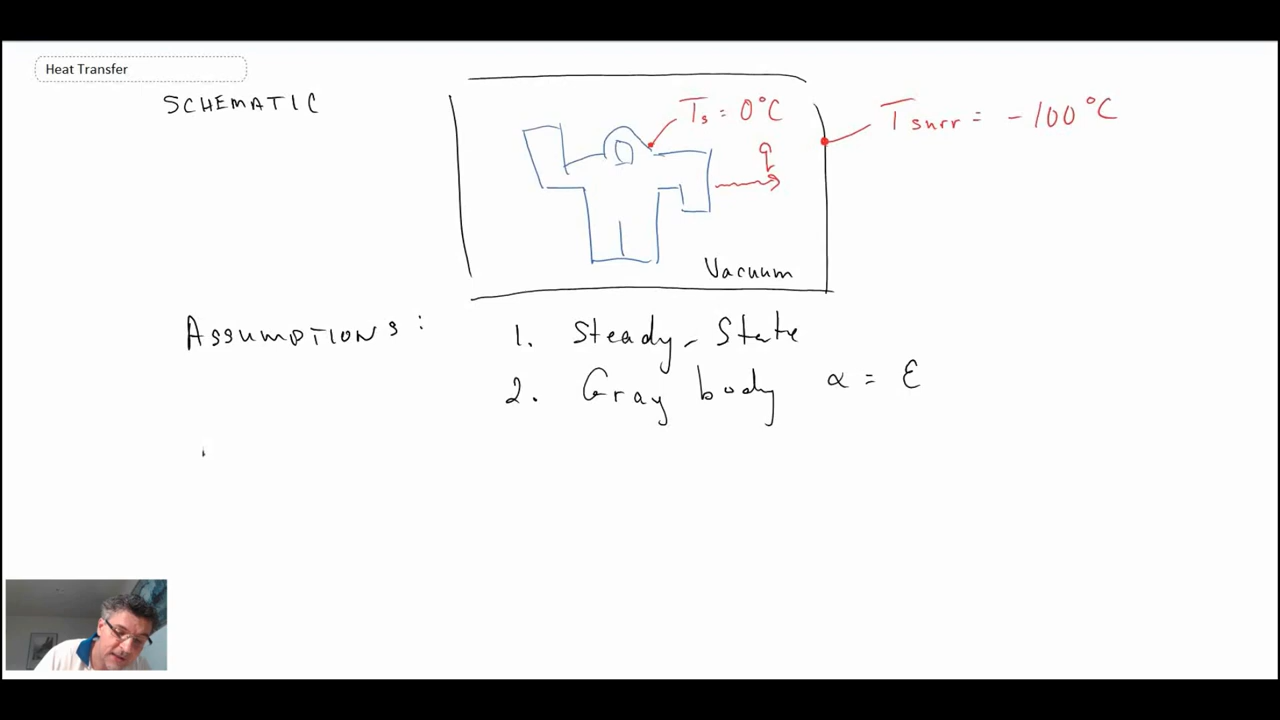 Heat Transfer
SCHEMATIC
Ts = 0°C
Tsurr = -100°C
q
Vacuum
ASSUMPTIONS:
1. Steady-State
2. Gray body α = ε